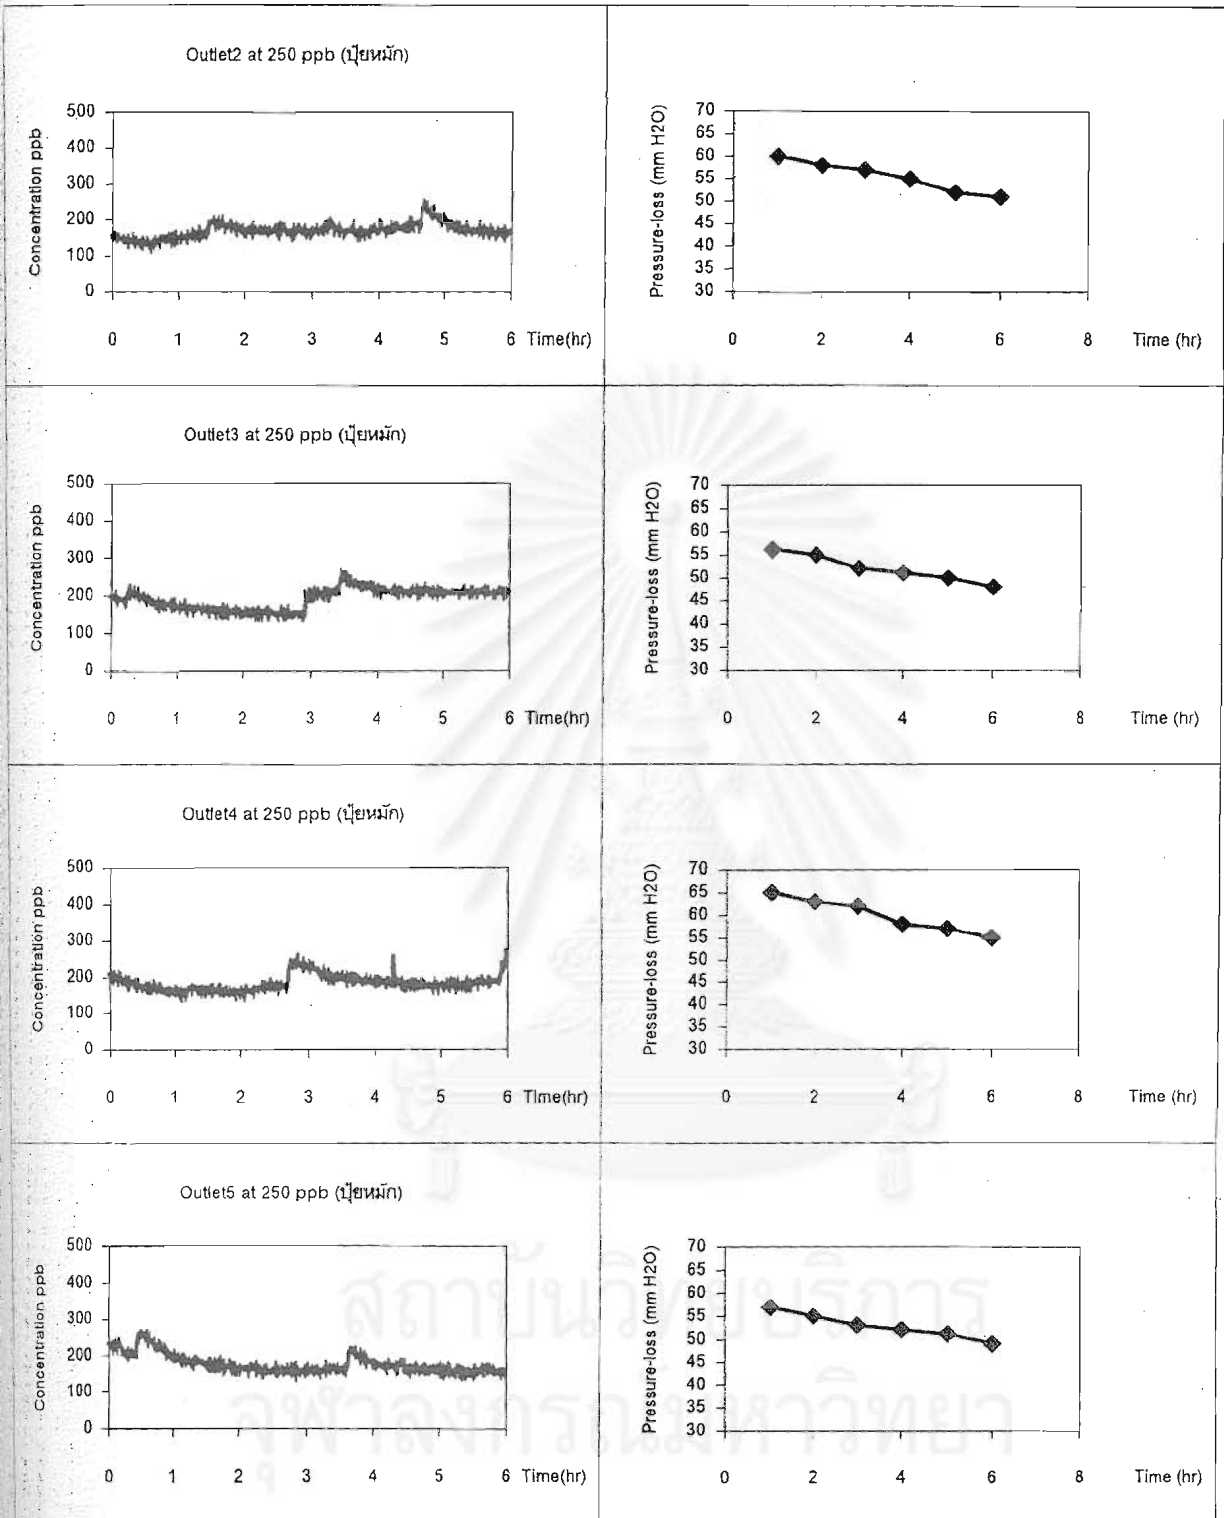 Outlet2 at 250 ppb (ปุ๋ยหมัก)
Concentration ppb
500
400
300
200
100
0
0 1 2 3 4 5 6 Time(hr)
Pressure-loss (mm H2O)
70
65
60
55
50
45
40
35
30
0 2 4 6 8 Time (hr)
Outlet3 at 250 ppb (ปุ๋ยหมัก)
Concentration ppb
500
400
300
200
100
0
0 1 2 3 4 5 6 Time(hr)
Pressure-loss (mm H2O)
70
65
60
55
50
45
40
35
30
0 2 4 6 8 Time (hr)
Outlet4 at 250 ppb (ปุ๋ยหมัก)
Concentration ppb
500
400
300
200
100
0
0 1 2 3 4 5 6 Time(hr)
Pressure-loss (mm H2O)
70
65
60
55
50
45
40
35
30
0 2 4 6 8 Time (hr)
Outlet5 at 250 ppb (ปุ๋ยหมัก)
Concentration ppb
500
400
300
200
100
0
0 1 2 3 4 5 6 Time(hr)
Pressure-loss (mm H2O)
70
65
60
55
50
45
40
35
30
0 2 4 6 8 Time (hr)
สถาบันวิทยบริการ
จุฬาลงกรณ์มหาวิทยา